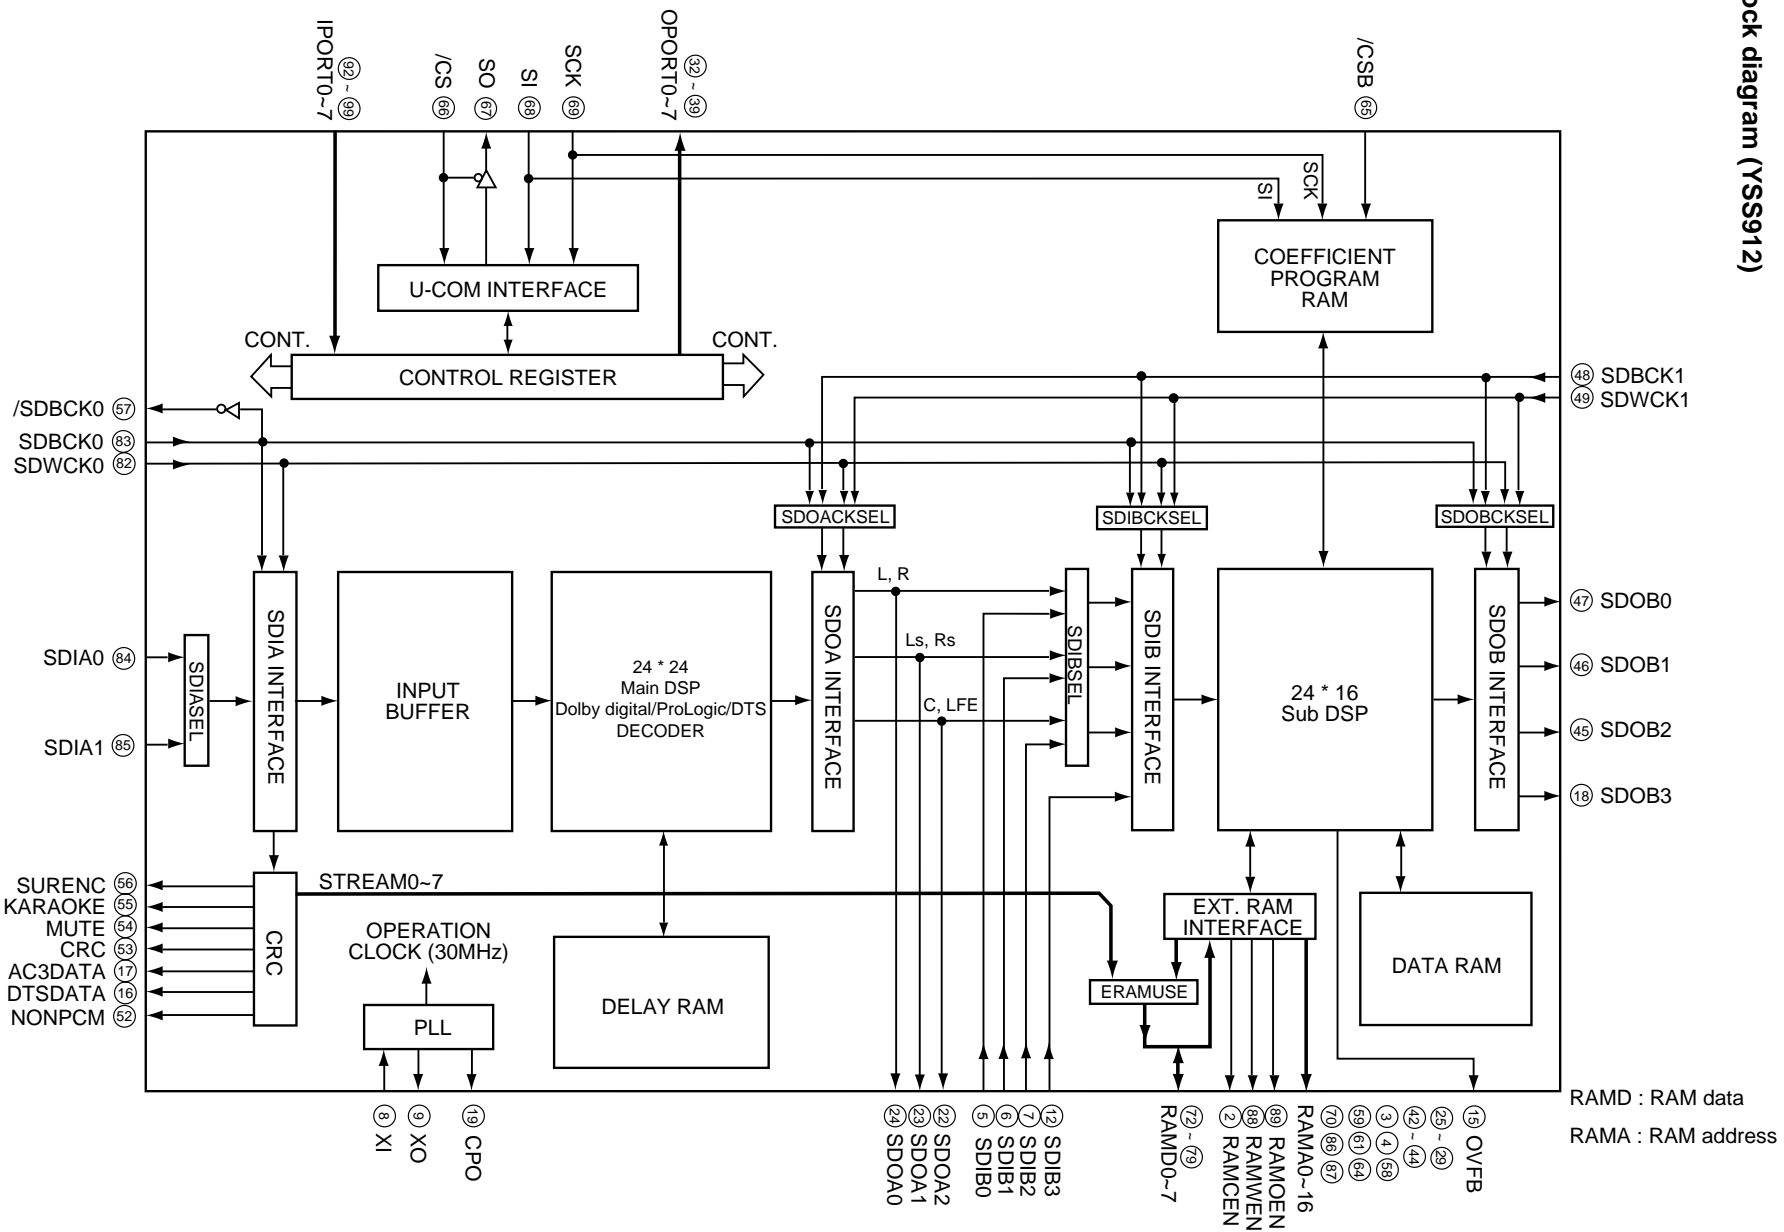 ock diagram (YSS912)
IPORT0~7 92 ~ 99
/CS 66
SO 67
SI 68
SCK 69
OPORT0~7 32 ~ 39
/CSB 65
SI
SCK
COEFFICIENT
PROGRAM
RAM
U-COM INTERFACE
CONT.
CONT.
CONTROL REGISTER
48 SDBCK1
49 SDWCK1
/SDBCK0 57
SDBCK0 83
SDWCK0 82
SDOACKSEL
SDIBCKSEL
SDOBCKSEL
SDIA0 84
SDIA1 85
SDIASEL
SDIA INTERFACE
INPUT
BUFFER
24 * 24
Main DSP
Dolby digital/ProLogic/DTS
DECODER
SDOA INTERFACE
L, R
Ls, Rs
C, LFE
SDIBSEL
SDIB INTERFACE
24 * 16
Sub DSP
SDOB INTERFACE
47 SDOB0
46 SDOB1
45 SDOB2
18 SDOB3
SURENC 56
KARAOKE 55
MUTE 54
CRC 53
AC3DATA 17
DTSDATA 16
NONPCM 52
CRC
STREAM0~7
OPERATION
CLOCK (30MHz)
PLL
DELAY RAM
EXT. RAM
INTERFACE
ERAMUSE
DATA RAM
8 XI
9 XO
19 CPO
24 SDOA0
23 SDOA1
22 SDOA2
5 SDIB0
6 SDIB1
7 SDIB2
12 SDIB3
72 ~ 79
RAMD0~7
2 RAMCEN
88 RAMWEN
89 RAMOEN
RAMA0~16
70 86 87
59 61 64
3 4 58
42 ~ 44
25 ~ 29
15 OVFB
RAMD : RAM data
RAMA : RAM address